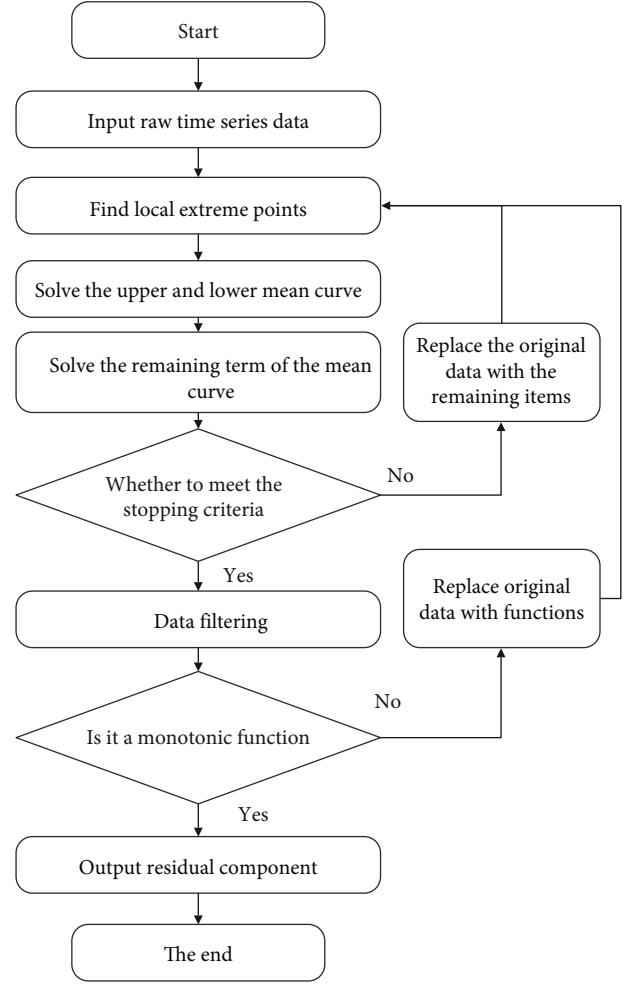 Start
Input raw time series data
Find local extreme points
Solve the upper and lower mean curve
Solve the remaining term of the mean
curve
Replace the original
data with the
remaining items
Whether to meet the
stopping criteria
No
Yes
Data filtering
Replace original
data with functions
Is it a monotonic function
No
Yes
Output residual component
The end